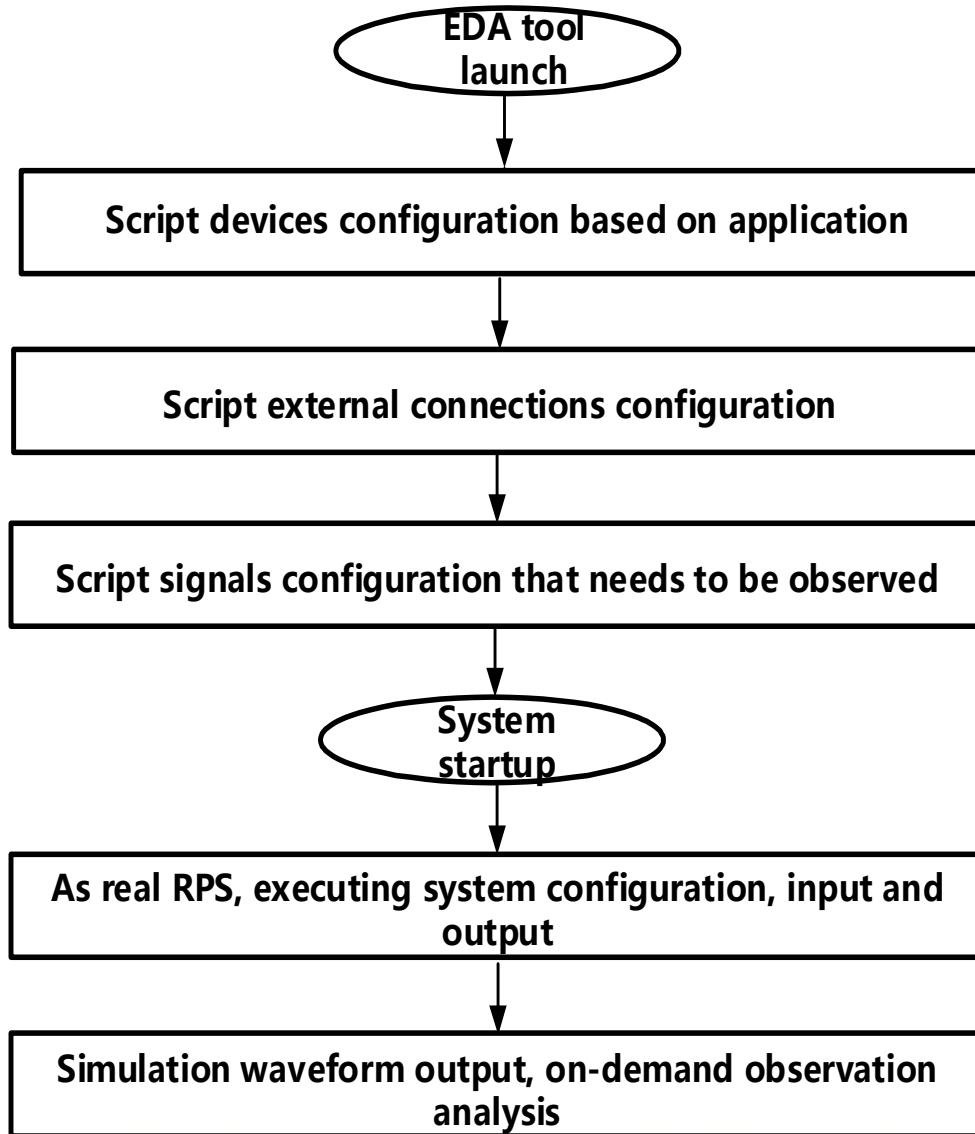 EDA tool
launch
Script devices configuration based on application
Script external connections configuration
Script signals configuration that needs to be observed
System
startup
As real RPS, executing system configuration, input and
output
Simulation waveform output, on-demand observation
analysis